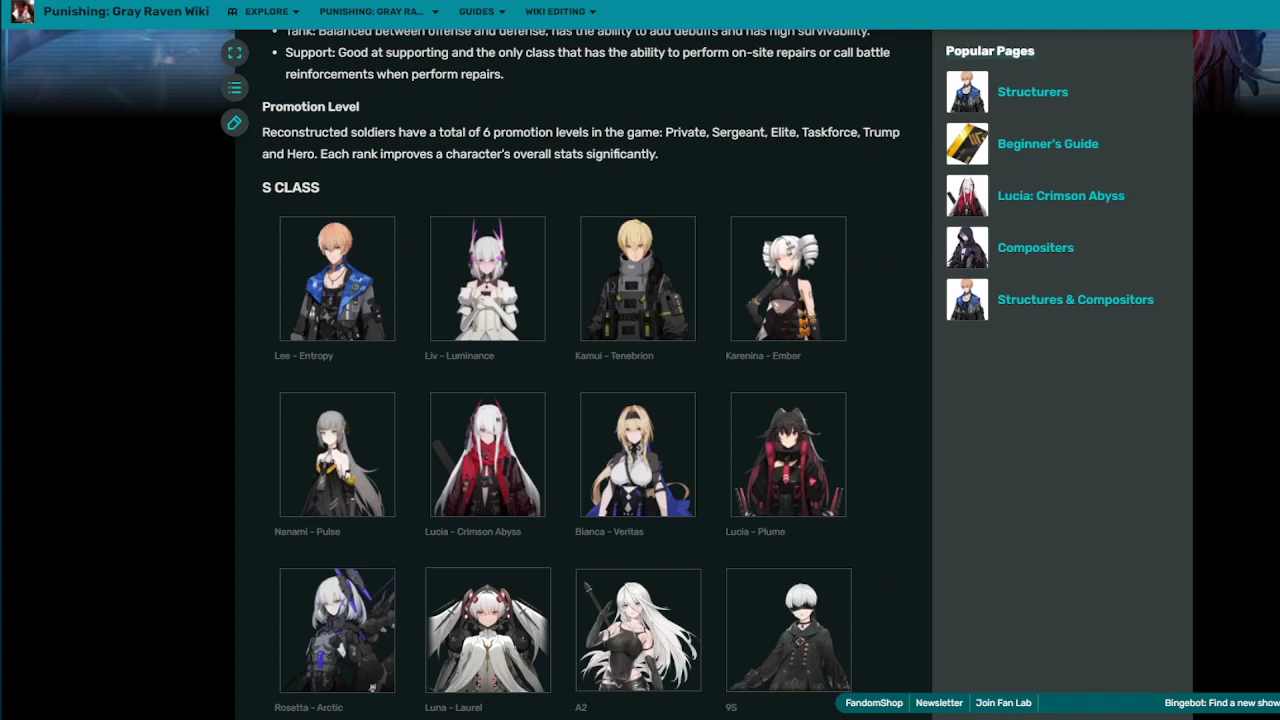 Punishing: Gray Raven Wiki
EXPLORE
PUNISHING: GRAY RA...
GUIDES
WIKI EDITING
Tank: Balanced between offense and defense, has the ability to add debuffs and has high survivability.
Support: Good at supporting and the only class that has the ability to perform on-site repairs or call battle
reinforcements when perform repairs.
Promotion Level
Reconstructed soldiers have a total of 6 promotion levels in the game: Private, Sergeant, Elite, Taskforce, Trump
and Hero. Each rank improves a character's overall stats significantly.
S CLASS
Lee - Entropy
Liv - Luminance
Kamui - Tenebrion
Karenina - Ember
Nanami - Pulse
Lucia - Crimson Abyss
Bianca - Veritas
Lucia - Plume
Rosetta - Arctic
Luna - Laurel
A2
9S
Popular Pages
Structurers
Beginner's Guide
Lucia: Crimson Abyss
Compositers
Structures & Compositors
FandomShop
Newsletter
Join Fan Lab
Bingebot: Find a new show